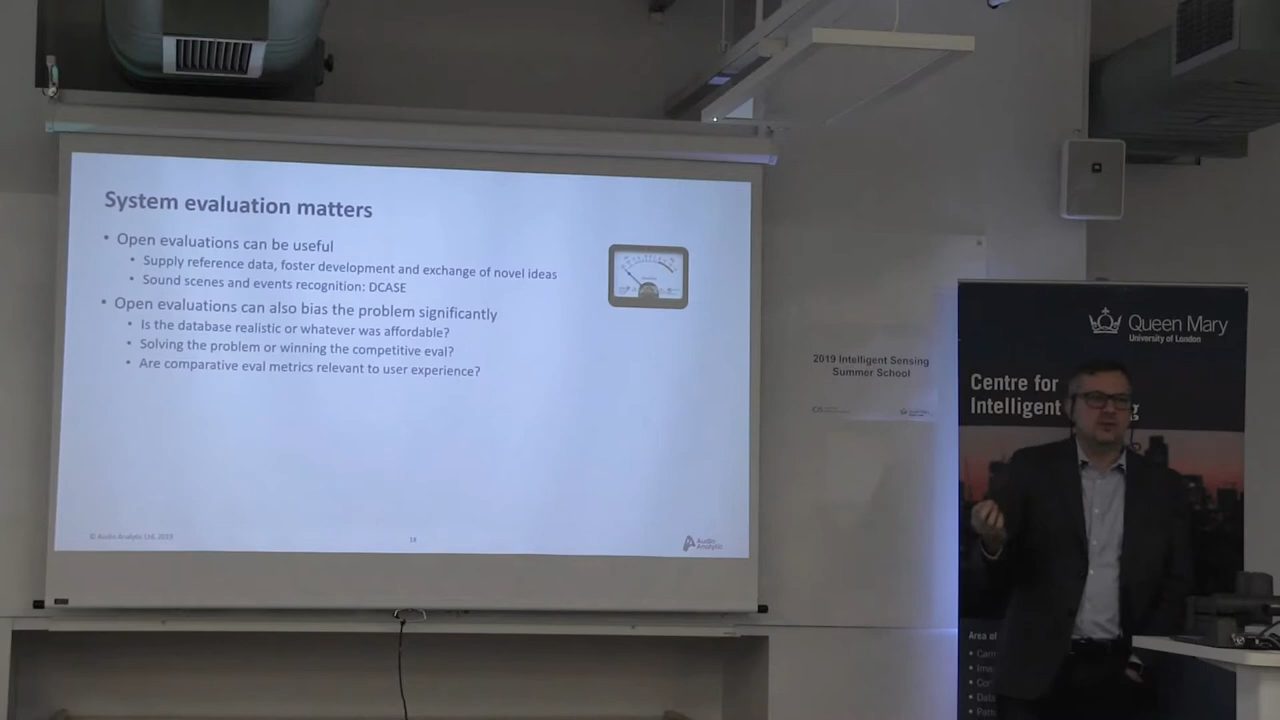 System evaluation matters
• Open evaluations can be useful
• Supply reference data, foster development and exchange of novel ideas
• Sound scenes and events recognition: DCASE
• Open evaluations can also bias the problem significantly
• Is the database realistic or whatever was affordable?
• Solving the problem or winning the competitive eval?
• Are comparative eval metrics relevant to user experience?
© Audio Analytic Ltd, 2019
18
Audio
Analytic
2019 Intelligent Sensing
Summer School
Queen Mary
University of London
Centre for
Intelligent
Area of